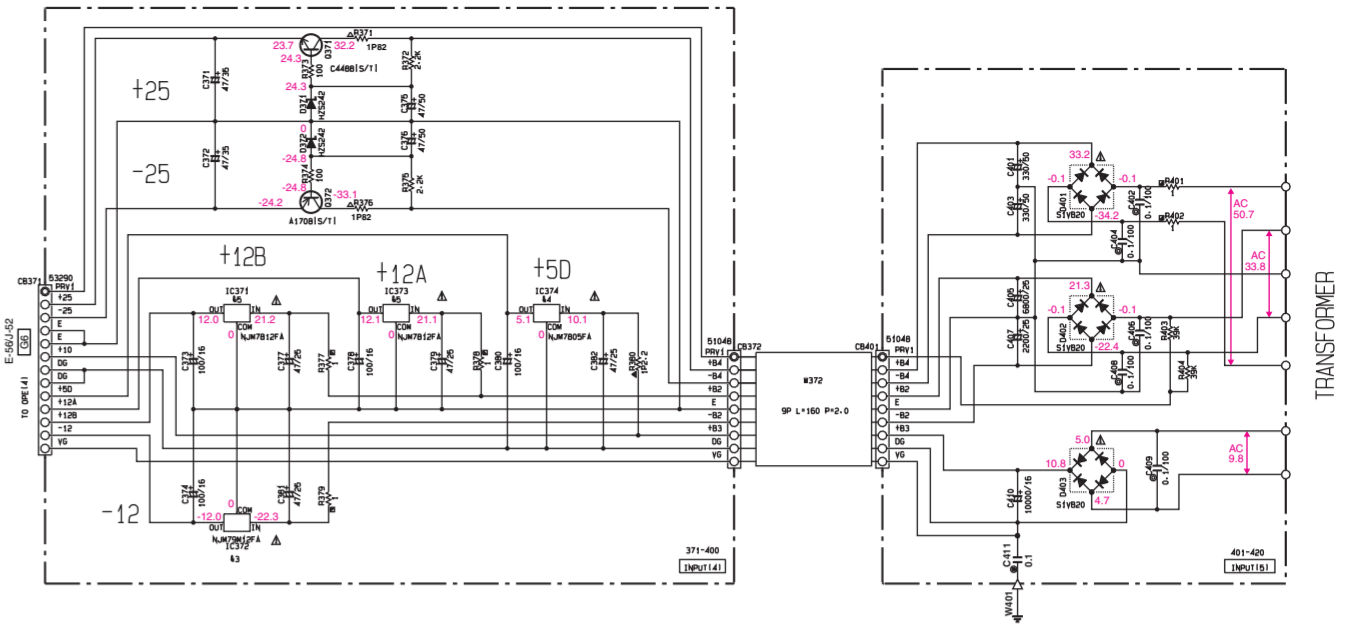 +25
-25
+12B
+12A
+5D
-12
C371
47/35
C372
47/35
23.7
32.2
Q371
R371
1P82
24.3
R373
100
C4488(S/T)
R372
2.2K
24.3
D371
HZS242
C375
47/50
0
D372
HZS242
C376
47/50
-24.8
R374
100
R375
2.2K
-24.8
-33.1
-24.2
Q372
R376
1P82
A1708(S/T)
CB371
53290
PRV1
+25
-25
E
E
+10
DG
DG
+5D
+12A
+12B
-12
VG
E-56/J-52
G6
TO OPE(4)
IC371
OUT
IN
12.0
21.2
COM
0
NJM7812FA
IC373
OUT
IN
12.1
21.1
COM
0
NJM7812FA
IC374
OUT
IN
5.1
10.1
COM
0
NJM7805FA
C373
100/16
C377
47/25
R377
C378
100/16
C379
47/25
R378
C380
100/16
C382
47/25
R380
1P2.2
C374
100/16
C381
47/25
R379
1
0
COM
-12.0
-22.3
OUT
IN
NJM79M12FA
IC372
371-400
INPUT(4)
51048
CB372
PRV1
+B4
-B4
+B2
E
-B2
+B3
DG
VG
W372
9P L=160 P=2.0
CB401
51048
PRV1
+B4
-B4
+B2
E
-B2
+B3
DG
VG
C401
330/50
C403
330/50
33.2
-0.1
-0.1
-34.2
D401
S1VB20
C402
0.1/100
R401
1
R402
1
C404
0.1/100
AC
50.7
AC
33.8
C405
6800/25
C407
2200/25
21.3
-0.1
-0.1
-22.4
D402
S1VB20
C406
0.1/100
R403
39K
C408
0.1/100
R404
39K
5.0
10.8
0
4.7
D403
S1VB20
C409
0.1/100
AC
9.8
C410
10000/16
C411
0.1
W401
401-420
INPUT(5)
TRANSFORMER